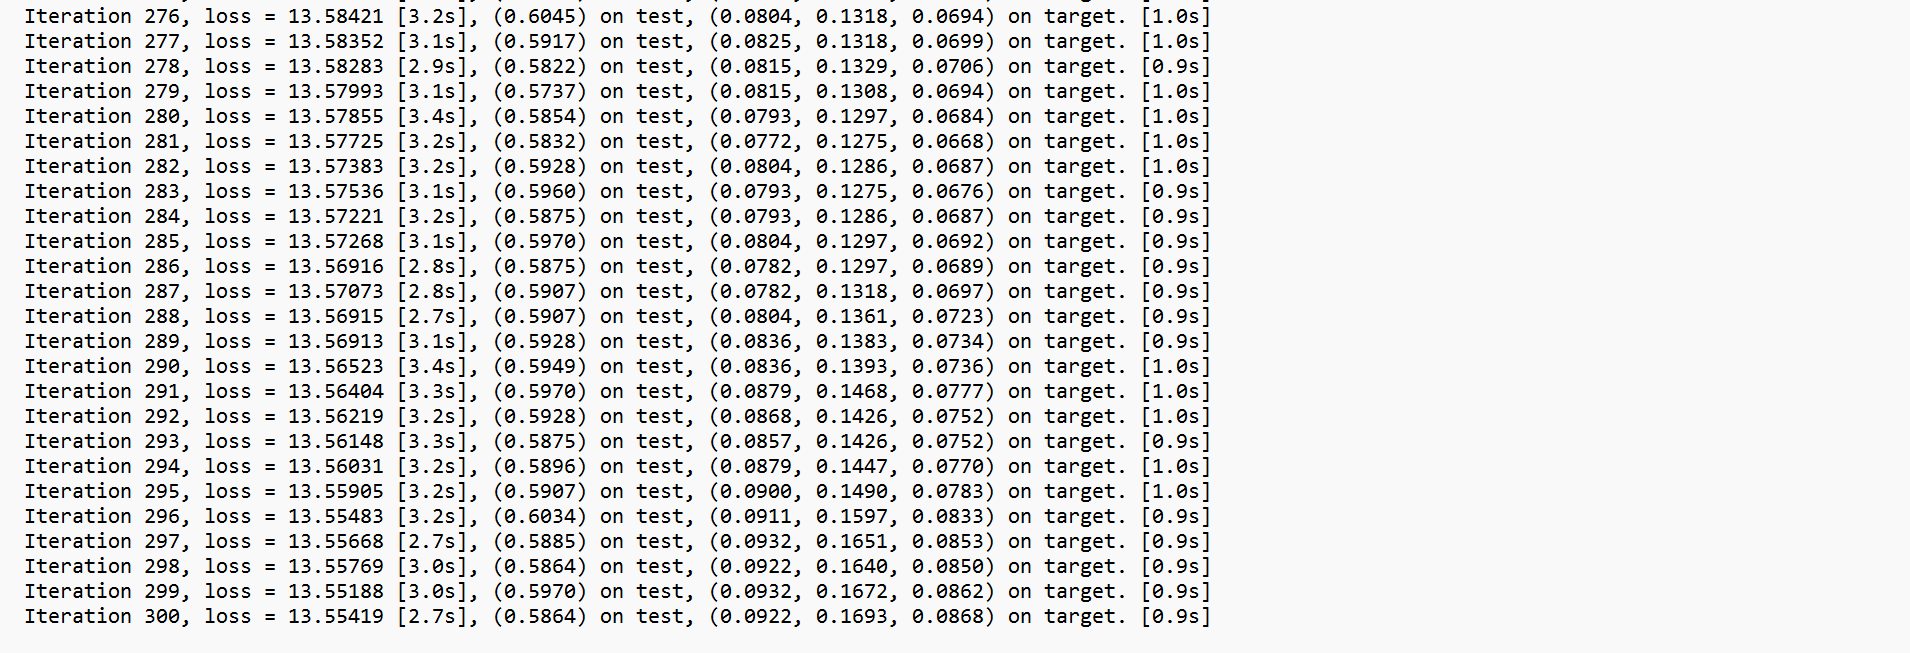 Iteration 276, loss = 13.58421 [3.2s], (0.6045) on test, (0.0804, 0.1318, 0.0694) on target. [1.0s]
Iteration 277, loss = 13.58352 [3.1s], (0.5917) on test, (0.0825, 0.1318, 0.0699) on target. [1.0s]
Iteration 278, loss = 13.58283 [2.9s], (0.5822) on test, (0.0815, 0.1329, 0.0706) on target. [0.9s]
Iteration 279, loss = 13.57993 [3.1s], (0.5737) on test, (0.0815, 0.1308, 0.0694) on target. [1.0s]
Iteration 280, loss = 13.57855 [3.4s], (0.5854) on test, (0.0793, 0.1297, 0.0684) on target. [1.0s]
Iteration 281, loss = 13.57725 [3.2s], (0.5832) on test, (0.0772, 0.1275, 0.0668) on target. [1.0s]
Iteration 282, loss = 13.57383 [3.2s], (0.5928) on test, (0.0804, 0.1286, 0.0687) on target. [1.0s]
Iteration 283, loss = 13.57536 [3.1s], (0.5960) on test, (0.0793, 0.1275, 0.0676) on target. [0.9s]
Iteration 284, loss = 13.57221 [3.2s], (0.5875) on test, (0.0793, 0.1286, 0.0687) on target. [0.9s]
Iteration 285, loss = 13.57268 [3.1s], (0.5970) on test, (0.0804, 0.1297, 0.0692) on target. [0.9s]
Iteration 286, loss = 13.56916 [2.8s], (0.5875) on test, (0.0782, 0.1297, 0.0689) on target. [0.9s]
Iteration 287, loss = 13.57073 [2.8s], (0.5907) on test, (0.0782, 0.1318, 0.0697) on target. [0.9s]
Iteration 288, loss = 13.56915 [2.7s], (0.5907) on test, (0.0804, 0.1361, 0.0723) on target. [0.9s]
Iteration 289, loss = 13.56913 [3.1s], (0.5928) on test, (0.0836, 0.1383, 0.0734) on target. [0.9s]
Iteration 290, loss = 13.56523 [3.4s], (0.5949) on test, (0.0836, 0.1393, 0.0736) on target. [1.0s]
Iteration 291, loss = 13.56404 [3.3s], (0.5970) on test, (0.0879, 0.1468, 0.0777) on target. [1.0s]
Iteration 292, loss = 13.56219 [3.2s], (0.5928) on test, (0.0868, 0.1426, 0.0752) on target. [1.0s]
Iteration 293, loss = 13.56148 [3.3s], (0.5875) on test, (0.0857, 0.1426, 0.0752) on target. [0.9s]
Iteration 294, loss = 13.56031 [3.2s], (0.5896) on test, (0.0879, 0.1447, 0.0770) on target. [1.0s]
Iteration 295, loss = 13.55905 [3.2s], (0.5907) on test, (0.0900, 0.1490, 0.0783) on target. [1.0s]
Iteration 296, loss = 13.55483 [3.2s], (0.6034) on test, (0.0911, 0.1597, 0.0833) on target. [0.9s]
Iteration 297, loss = 13.55668 [2.7s], (0.5885) on test, (0.0932, 0.1651, 0.0853) on target. [0.9s]
Iteration 298, loss = 13.55769 [3.0s], (0.5864) on test, (0.0922, 0.1640, 0.0850) on target. [0.9s]
Iteration 299, loss = 13.55188 [3.0s], (0.5970) on test, (0.0932, 0.1672, 0.0862) on target. [0.9s]
Iteration 300, loss = 13.55419 [2.7s], (0.5864) on test, (0.0922, 0.1693, 0.0868) on target. [0.9s]